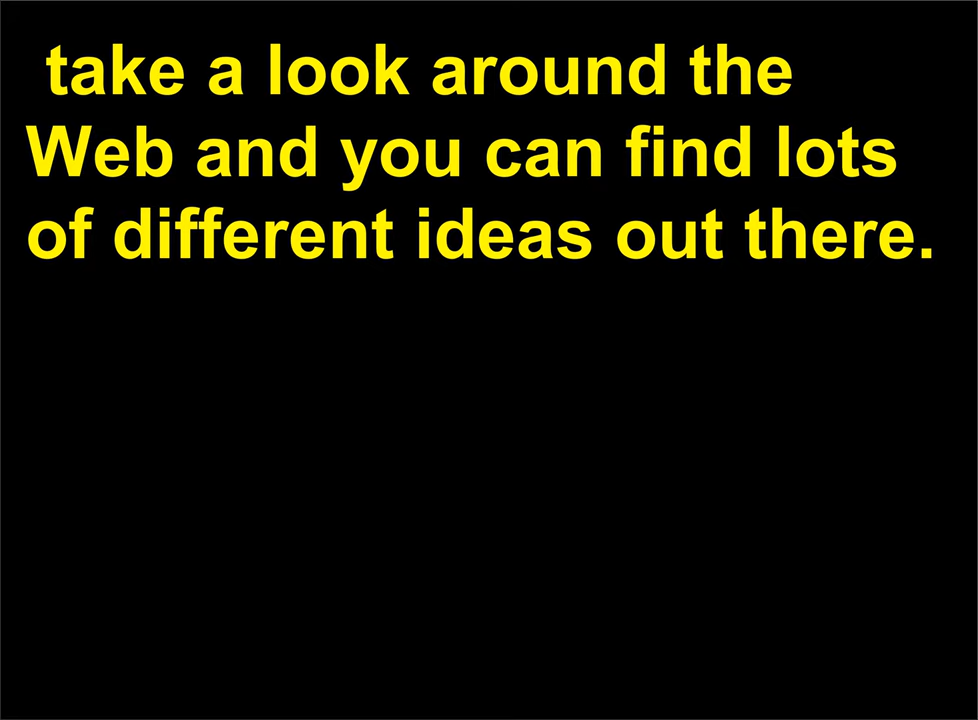 take a look around the
Web and you can find lots
of different ideas out there.